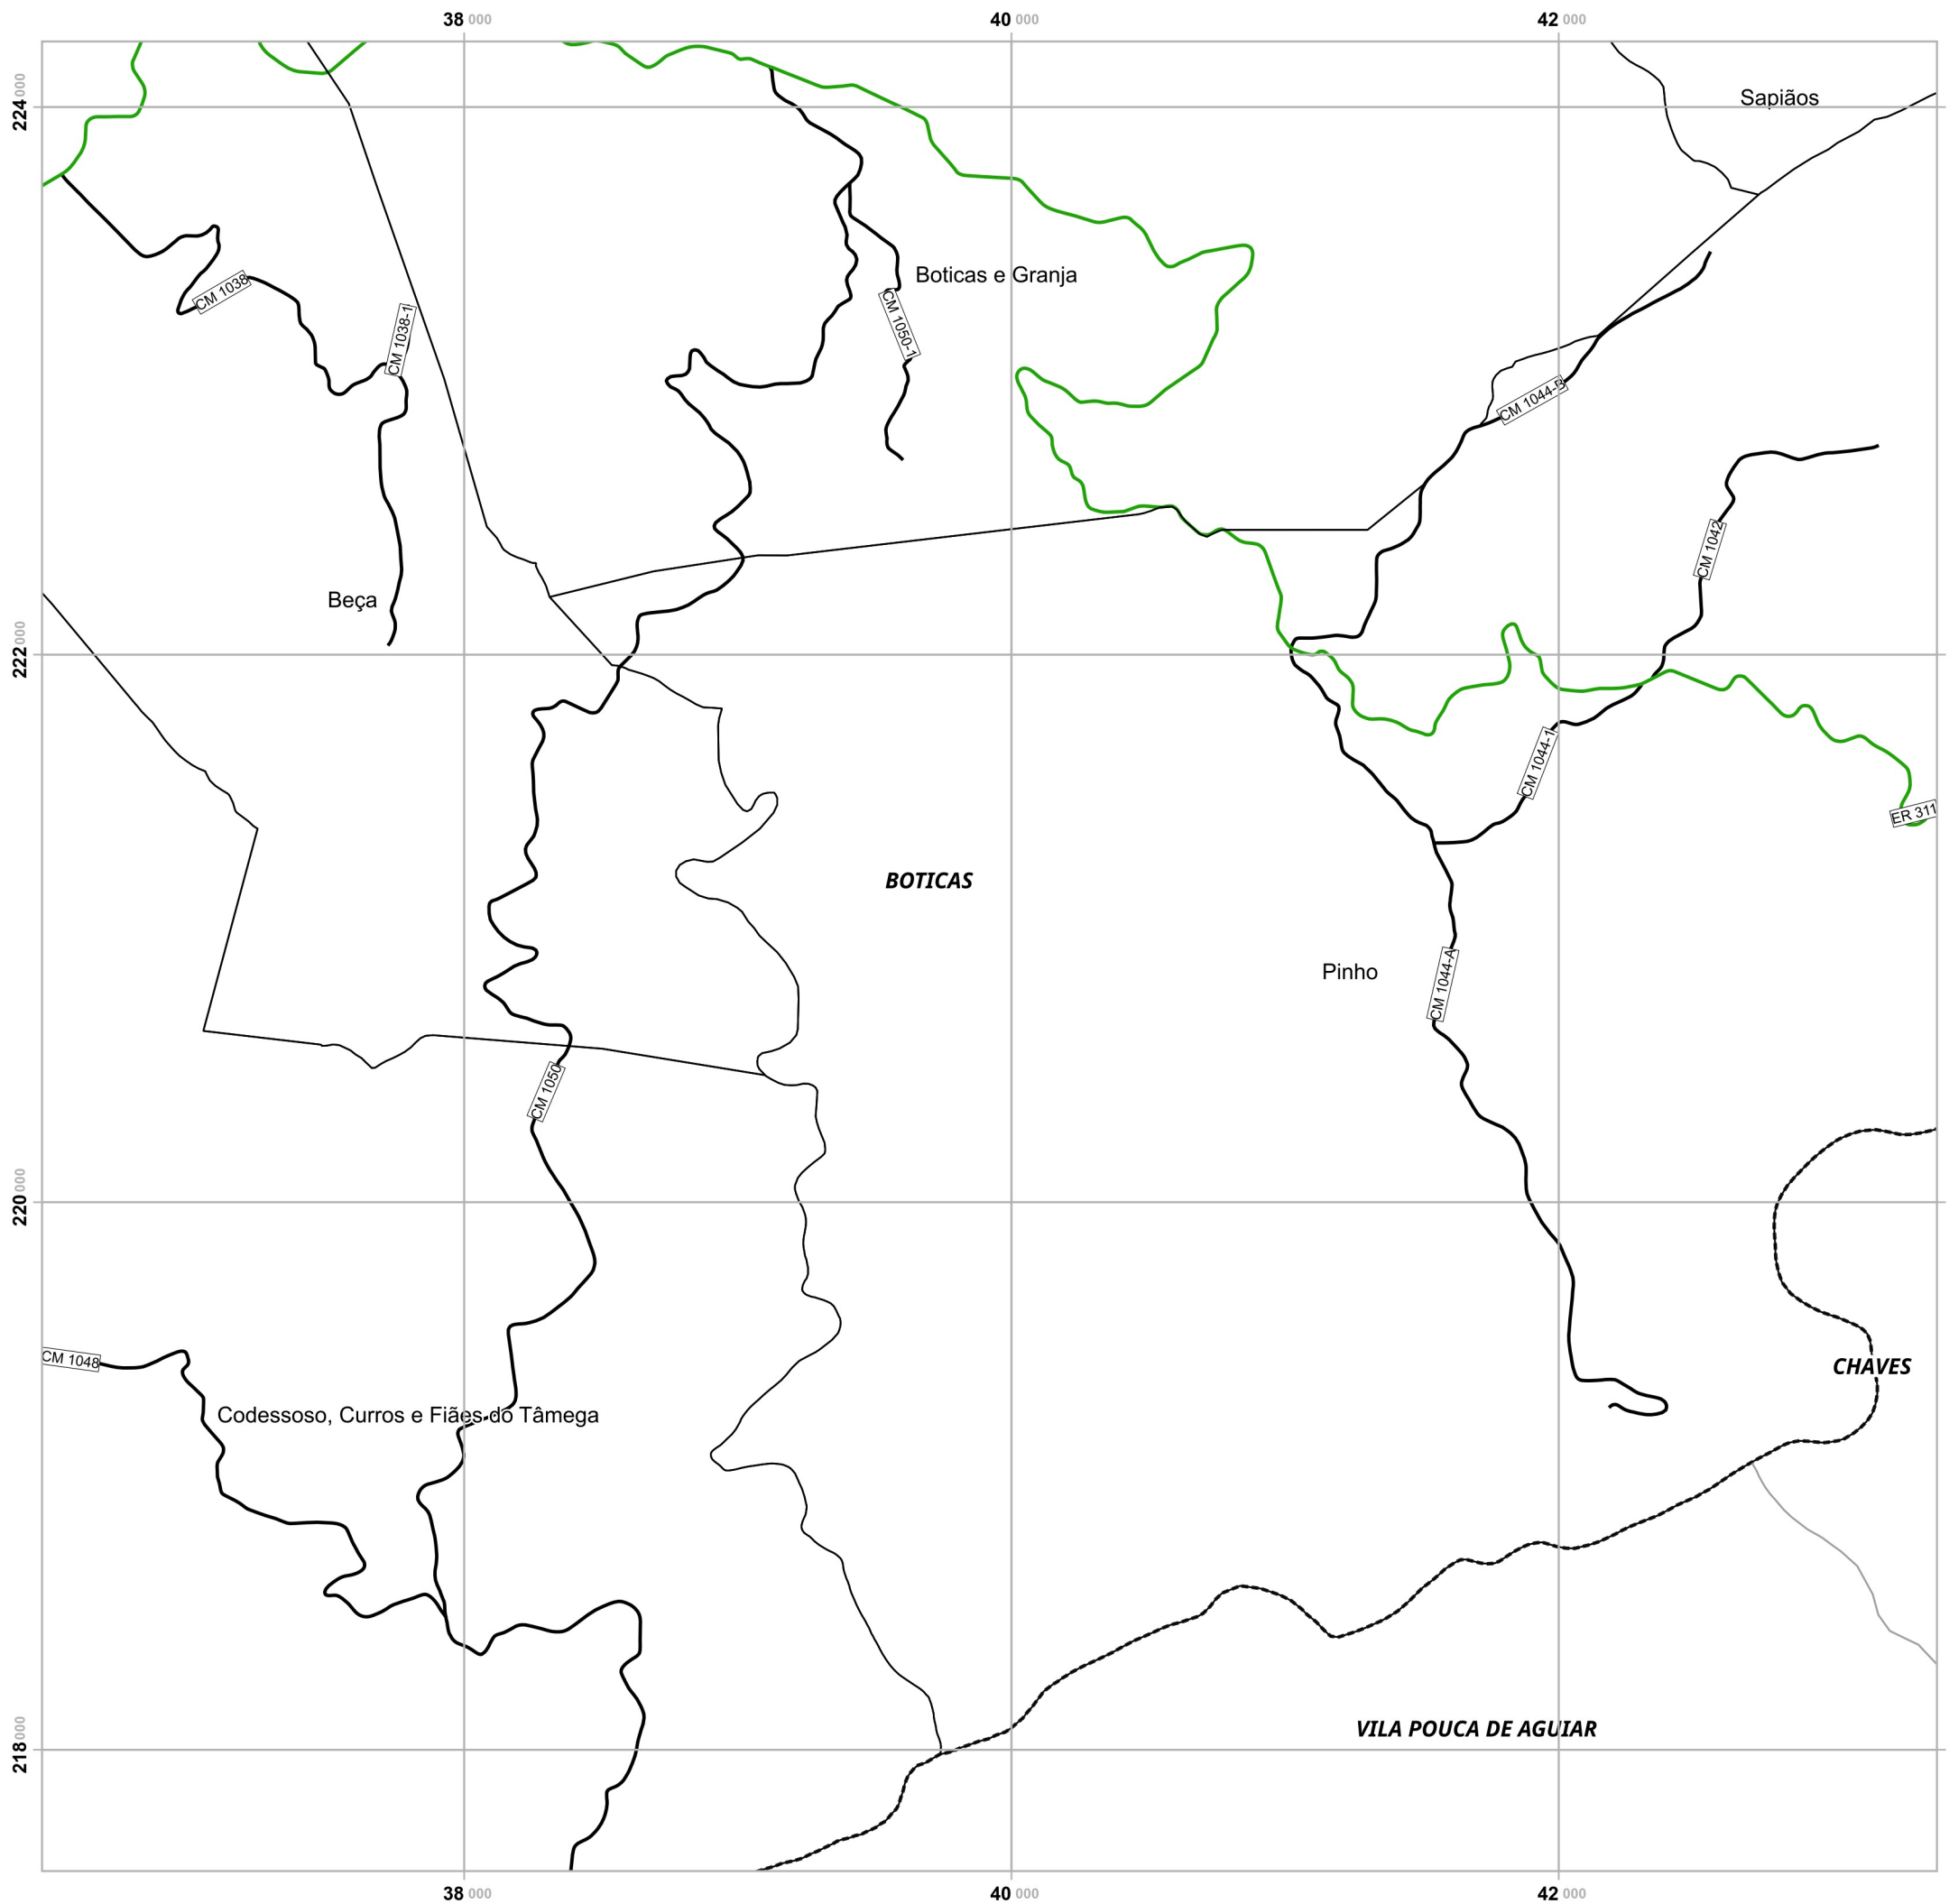 38 000
40 000
42 000
224 000
Sapiãos
Boticas e Granja
CM 1038
CM 1038-1
CM 1050-1
CM 1044-B
CM 1042
Beça
222 000
CM 1044-1
ER 311
BOTICAS
Pinho
CM 1044-A
CM 1050
220 000
CM 1048
CHAVES
Codessoso, Curros e Fiães do Tâmega
VILA POUCA DE AGUIAR
218 000
38 000
40 000
42 000